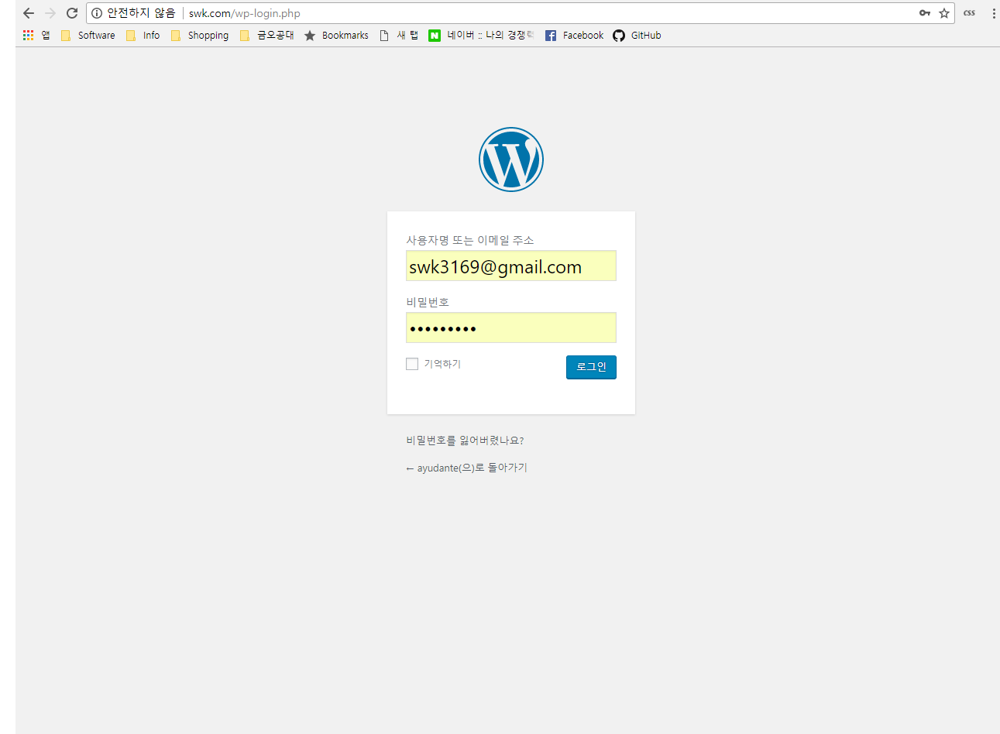 안전하지 않음 swk.com/wp-login.php css
앱 Software Info Shopping 금오공대 Bookmarks 새 탭 네이버 :: 나의 경쟁력 Facebook GitHub
사용자명 또는 이메일 주소
swk3169@gmail.com
비밀번호
•••••••••
기억하기 로그인
비밀번호를 잃어버렸나요?
← ayudante(으)로 돌아가기